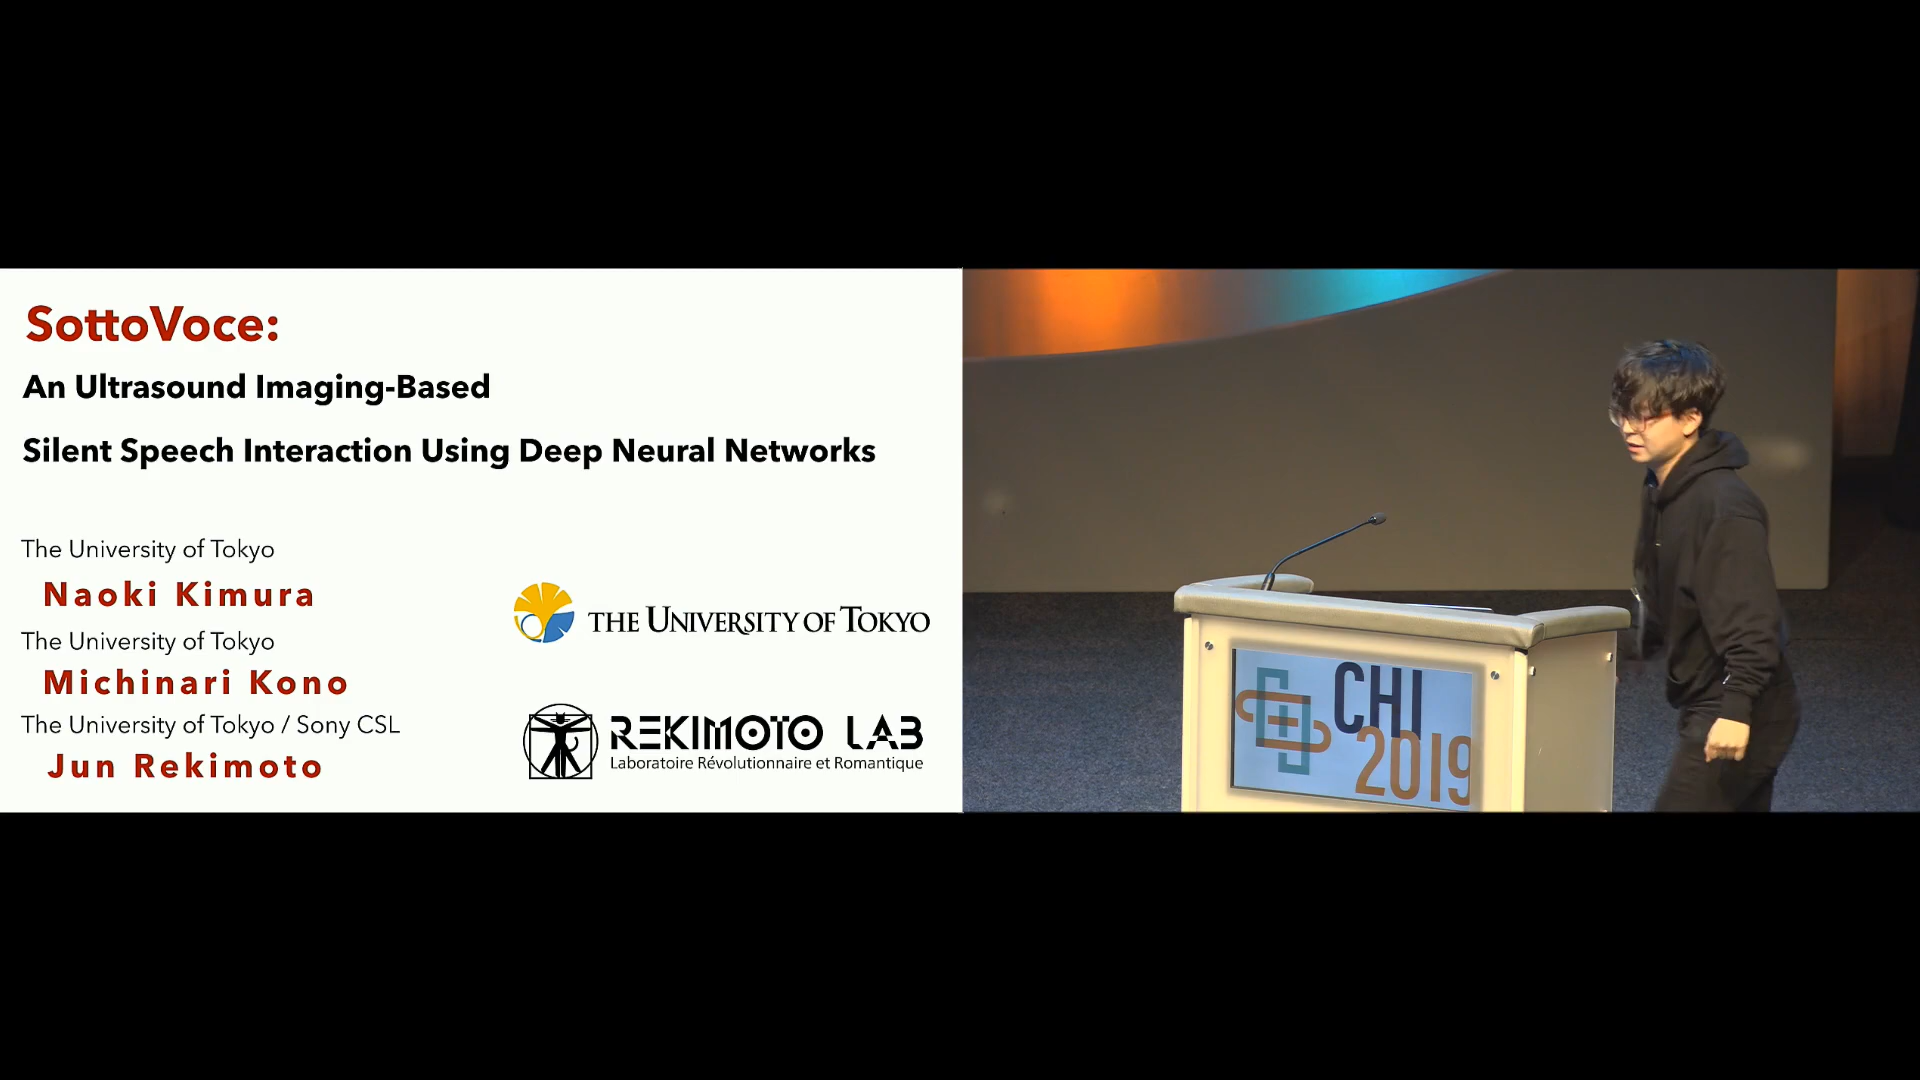 SottoVoce:
An Ultrasound Imaging-Based
Silent Speech Interaction Using Deep Neural Networks
The University of Tokyo
Naoki Kimura
The University of Tokyo
Michinari Kono
The University of Tokyo / Sony CSL
Jun Rekimoto
THE UNIVERSITY OF TOKYO
REKIMOTO LAB
Laboratoire Révolutionnaire et Romantique
CHI
2019